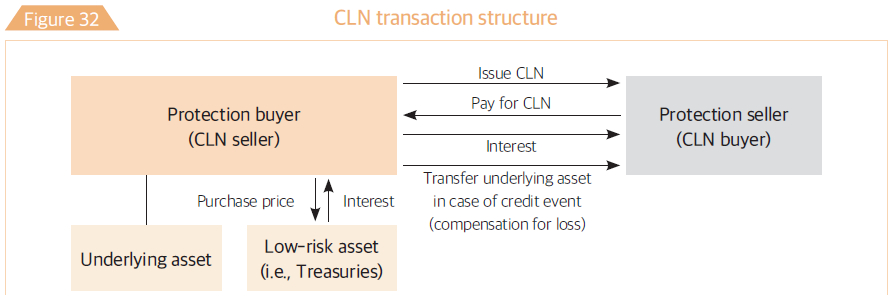 Figure 32
CLN transaction structure
Issue CLN
Pay for CLN
Protection buyer
(CLN seller)
Protection seller
(CLN buyer)
Interest
Transfer underlying asset
in case of credit event
(compensation for loss)
Purchase price
Interest
Underlying asset
Low-risk asset
(i.e., Treasuries)